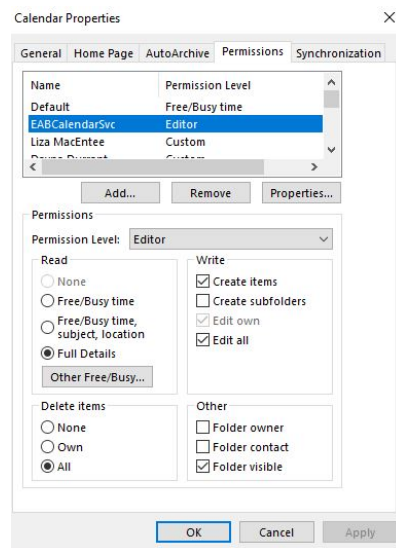 Calendar Properties
General Home Page AutoArchive Permissions Synchronization
Name Permission Level
Default Free/Busy time
EABCalendarSvc Editor
Liza MacEntee Custom
Add... Remove Properties...
Permissions
Permission Level: Editor
Read Write
None Create items
Free/Busy time Create subfolders
Free/Busy time, Edit own
subject, location Edit all
Full Details
Other Free/Busy...
Delete items Other
None Folder owner
Own Folder contact
All Folder visible
OK Cancel Apply